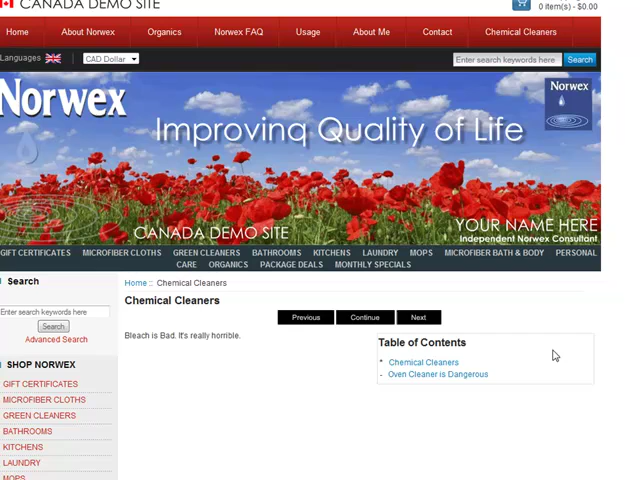 CANADA DEMO SITE
0 item(s) - $0.00
Home About Norwex Organics Norwex FAQ Usage About Me Contact Chemical Cleaners
Languages CAD Dollar Enter search keywords here Search
Norwex
Norwex
Improving Quality of Life
CANADA DEMO SITE
YOUR NAME HERE
Independent Norwex Consultant
GIFT CERTIFICATES MICROFIBER CLOTHS GREEN CLEANERS BATHROOMS KITCHENS LAUNDRY MOPS MICROFIBER BATH & BODY PERSONAL
CARE ORGANICS PACKAGE DEALS MONTHLY SPECIALS
Search
Enter search keywords here
Search
Advanced Search
SHOP NORWEX
GIFT CERTIFICATES
MICROFIBER CLOTHS
GREEN CLEANERS
BATHROOMS
KITCHENS
LAUNDRY
MOPS
Home :: Chemical Cleaners
Chemical Cleaners
Previous Continue Next
Bleach is Bad. It's really horrible.
Table of Contents
* Chemical Cleaners
- Oven Cleaner is Dangerous